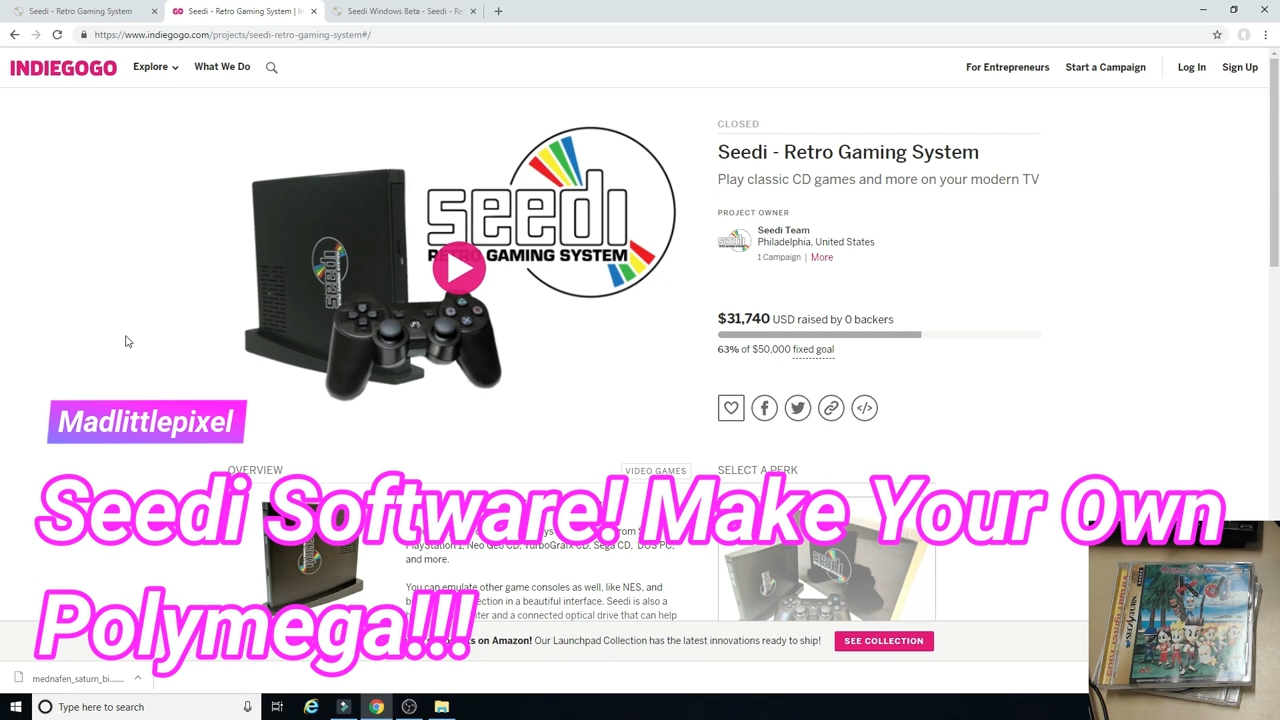 Seedi - Retro Gaming System
Seedi - Retro Gaming System | In
Seedi Windows Beta - Seedi - Re
https://www.indiegogo.com/projects/seedi-retro-gaming-system#/
INDIEGOGO
Explore
What We Do
For Entrepreneurs
Start a Campaign
Log In
Sign Up
CLOSED
Seedi - Retro Gaming System
Play classic CD games and more on your modern TV
PROJECT OWNER
Seedi Team
Philadelphia, United States
1 Campaign | More
$31,740 USD raised by 0 backers
63% of $50,000 fixed goal
seedi
RETRO GAMING SYSTEM
Madlittlepixel
OVERVIEW
VIDEO GAMES
SELECT A PERK
Seedi Software! Make Your Own
Polymega!!!
PlayStation 1, Neo Geo CD, TurboGrafx CD, Sega CD, DOS PC,
and more.
You can emulate other game consoles as well, like NES, and
on Amazon! Our Launchpad Collection has the latest innovations ready to ship!
SEE COLLECTION
mednafen_saturn_bi....
Type here to search